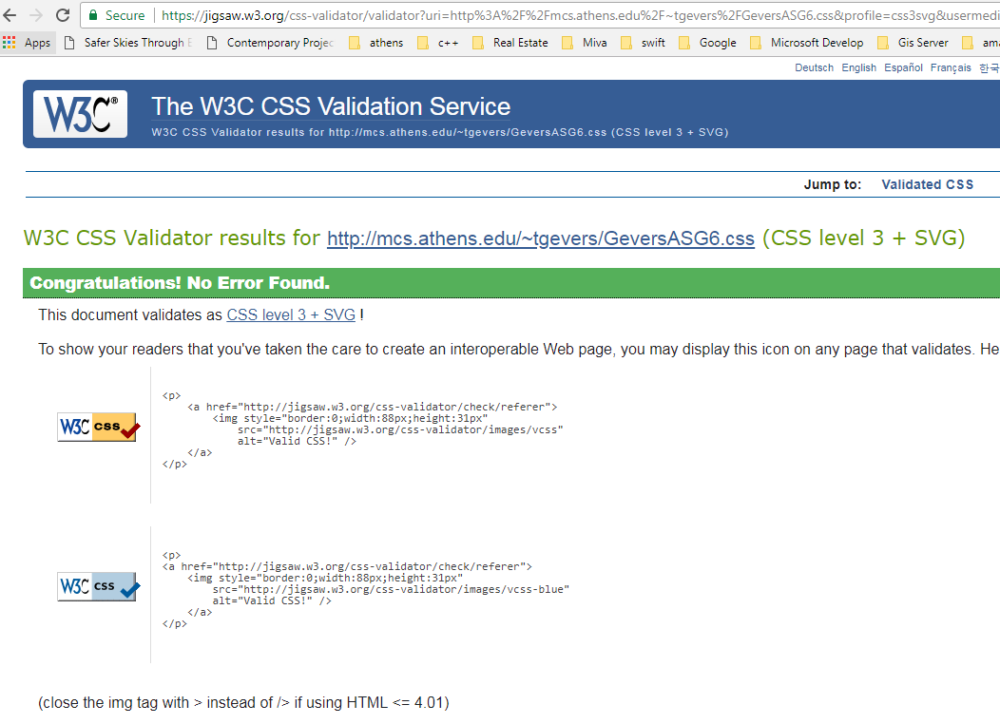 Secure https://jigsaw.w3.org/css-validator/validator?uri=http%3A%2F%2Fmcs.athens.edu%2F~tgevers%2FGeversASG6.css&profile=css3svg&usermedi
Apps Safer Skies Through Contemporary Projec athens c++ Real Estate Miva swift Google Microsoft Develop Gis Server ama
Deutsch English Español Français 한국
W3C® The W3C CSS Validation Service
W3C CSS Validator results for http://mcs.athens.edu/~tgevers/GeversASG6.css (CSS level 3 + SVG)
Jump to: Validated CSS
W3C CSS Validator results for http://mcs.athens.edu/~tgevers/GeversASG6.css (CSS level 3 + SVG)
Congratulations! No Error Found.
This document validates as CSS level 3 + SVG !
To show your readers that you've taken the care to create an interoperable Web page, you may display this icon on any page that validates. He
<p>
<a href="http://jigsaw.w3.org/css-validator/check/referer">
<img style="border:0;width:88px;height:31px"
W3C css
src="http://jigsaw.w3.org/css-validator/images/vcss"
alt="Valid CSS!" />
</a>
</p>
<p>
<a href="http://jigsaw.w3.org/css-validator/check/referer">
<img style="border:0;width:88px;height:31px"
W3C css
src="http://jigsaw.w3.org/css-validator/images/vcss-blue"
alt="Valid CSS!" />
</a>
</p>
(close the img tag with > instead of /> if using HTML <= 4.01)